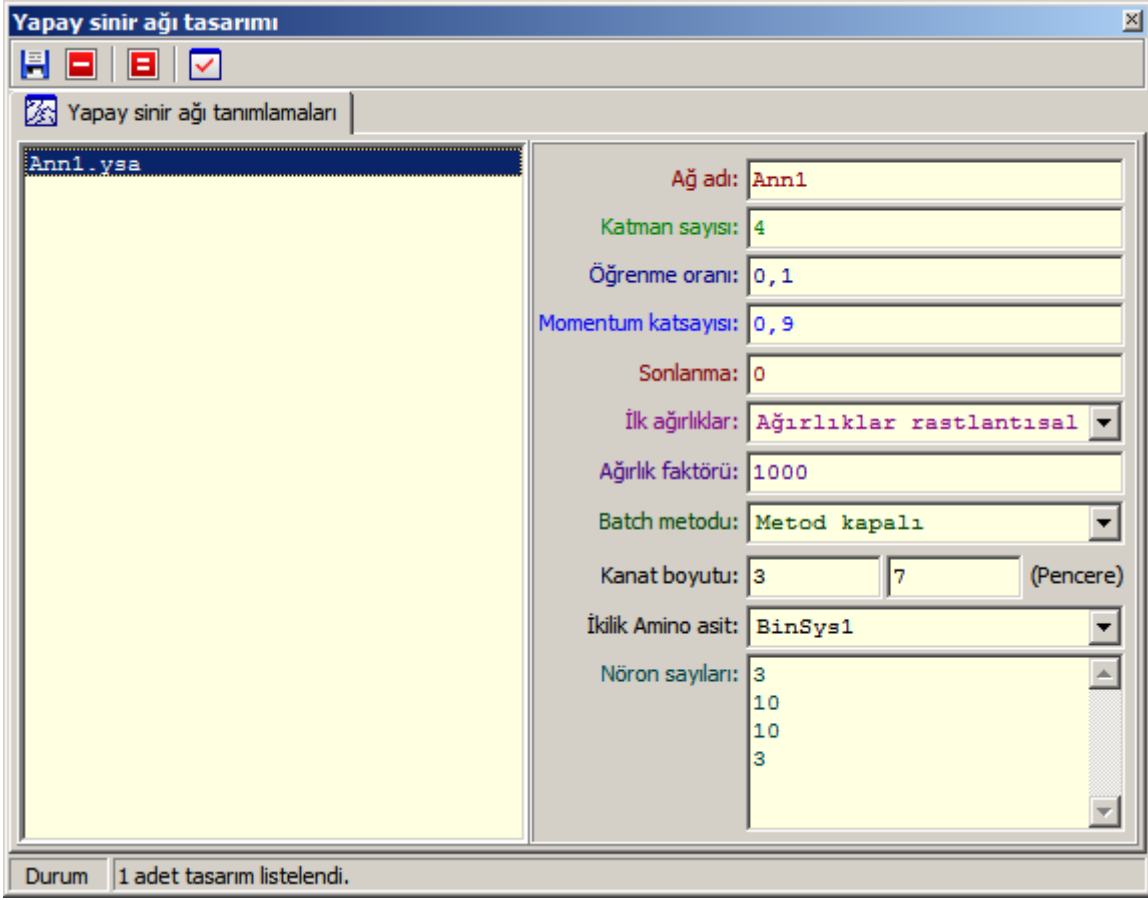 Yapay sinir ağı tasarımı
Yapay sinir ağı tanımlamaları
Ann1.ysa
Ağ adı: Ann1
Katman sayısı: 4
Öğrenme oranı: 0,1
Momentum katsayısı: 0,9
Sonlanma: 0
İlk ağırlıklar: Ağırlıklar rastlantısal
Ağırlık faktörü: 1000
Batch metodu: Metod kapalı
Kanat boyutu: 3 7 (Pencere)
İkilik Amino asit: BinSys1
Nöron sayıları: 3
10
10
3
Durum 1 adet tasarım listelendi.